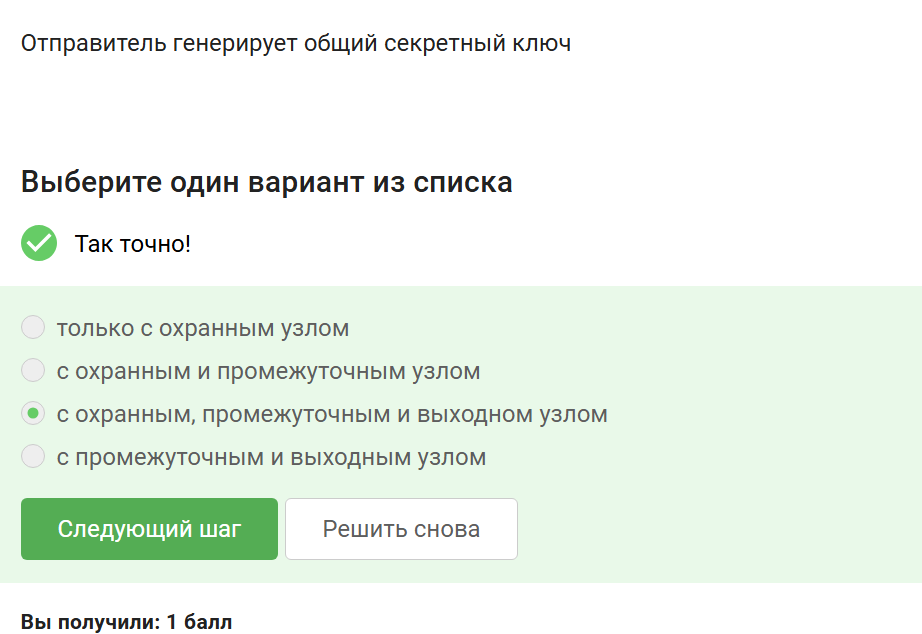 Отправитель генерирует общий секретный ключ
Выберите один вариант из списка
Так точно!
только с охранным узлом
с охранным и промежуточным узлом
с охранным, промежуточным и выходном узлом
с промежуточным и выходным узлом
Следующий шаг
Решить снова
Вы получили: 1 балл